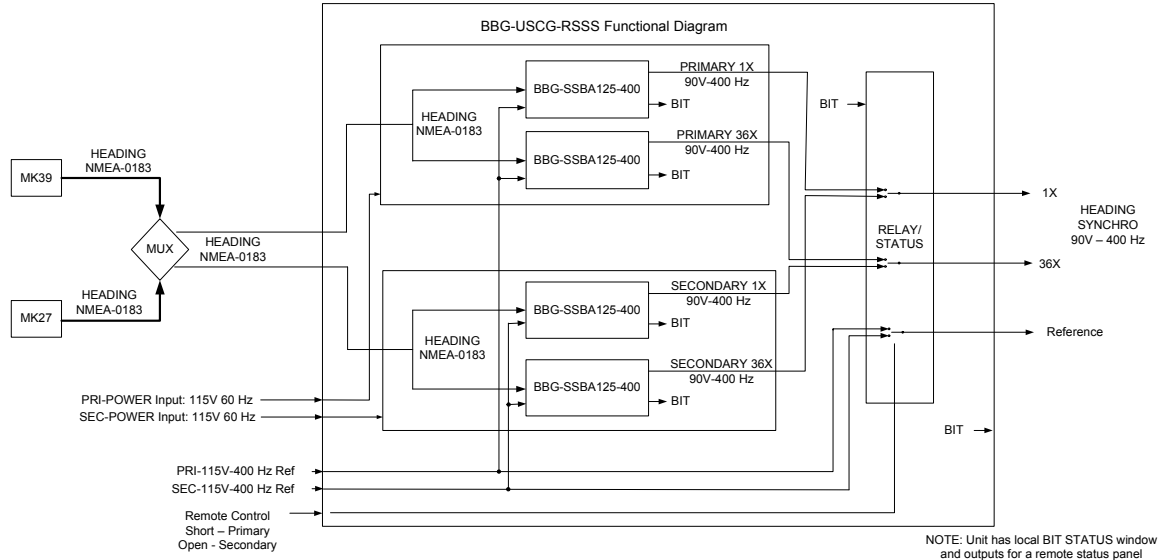 BBG-USCG-RSSS Functional Diagram
PRIMARY 1X
90V-400 Hz
BBG-SSBA125-400
BIT
BIT
HEADING
NMEA-0183
PRIMARY 36X
90V-400 Hz
BBG-SSBA125-400
BIT
HEADING
NMEA-0183
MK39
MUX
HEADING
NMEA-0183
HEADING
NMEA-0183
MK27
1X
HEADING
SYNCHRO
90V – 400 Hz
RELAY/
STATUS
36X
SECONDARY 1X
90V-400 Hz
BBG-SSBA125-400
BIT
HEADING
NMEA-0183
SECONDARY 36X
90V-400 Hz
BBG-SSBA125-400
BIT
Reference
PRI-POWER Input: 115V 60 Hz
SEC-POWER Input: 115V 60 Hz
BIT
PRI-115V-400 Hz Ref
SEC-115V-400 Hz Ref
Remote Control
Short – Primary
Open - Secondary
NOTE: Unit has local BIT STATUS window
and outputs for a remote status panel